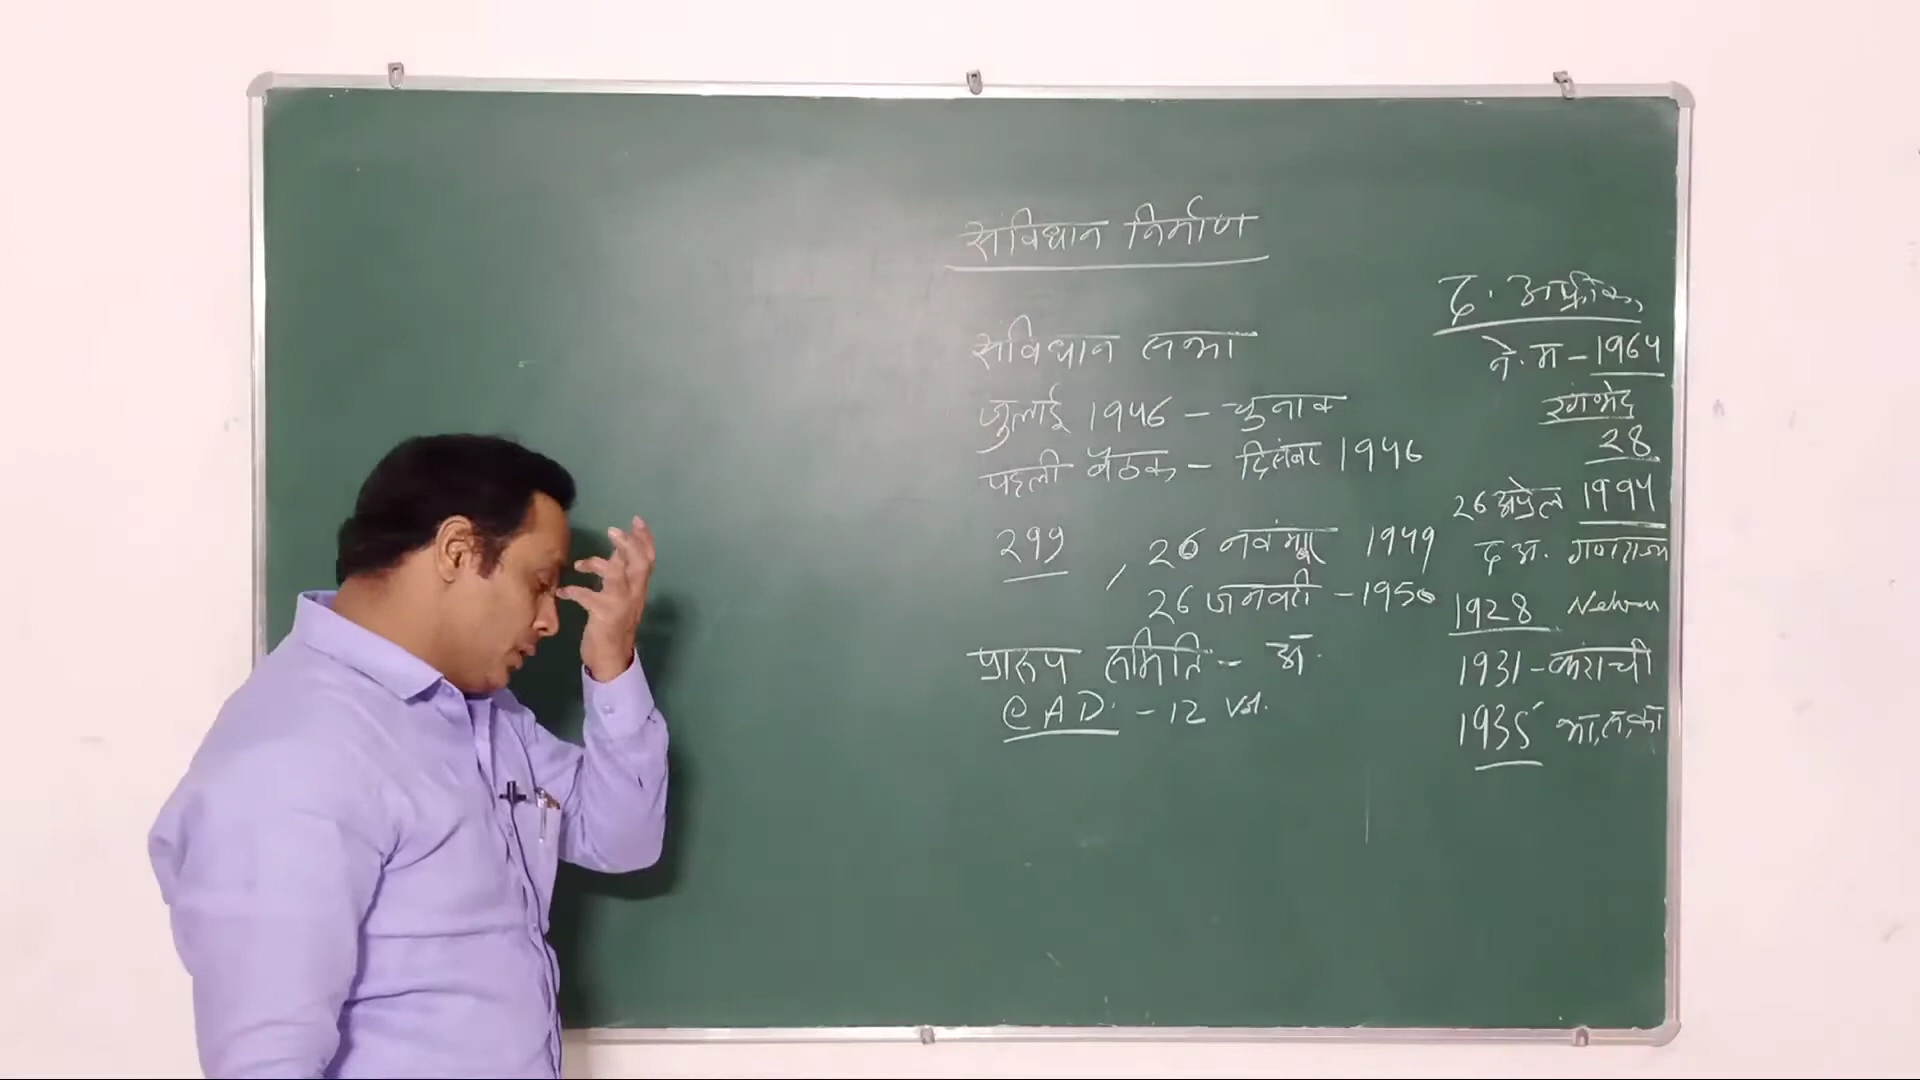 संविधान निर्माण
संविधान सभा
जुलाई 1946 - चुनाव
पहली बैठक - दिसंबर 1946
299 , 26 नवंम्बर 1949
26 जनवरी - 1950
प्रारूप समिति - अं.
CAD. - 12 Vol.
द. अफ्रीका
ने. म - 1964
रंगभेद
28
26 अप्रैल 1994
द अ. गणराज्य
1928 Nehru
1931 - करांची
1935 भा, स, का